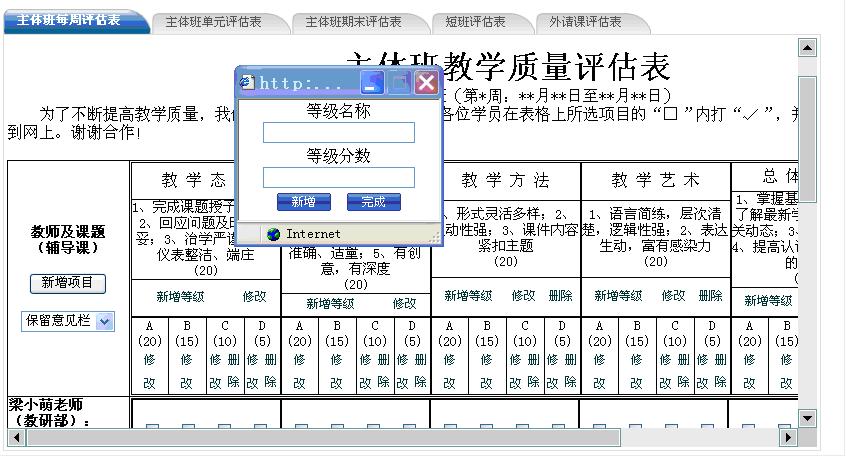 主体班每周评估表 主体班单元评估表 主体班期末评估表 短班评估表 外请课评估表
主体班教学质量评估表
(第*周: **月**日至**月**日)
为了不断提高教学质量,我 各位学员在表格上所选项目的“□ ”内打“✓ ”,并
到网上。谢谢合作!
http:...
等级名称
等级分数
新增 完成
Internet
教师及课题
(辅导课)
新增项目
保留意见栏
教 学 态
1、完成课题授予
2、回应问题及
妥; 3、治学严谨
仪表整洁、端庄
(20)
新增等级 修改
准确、适量; 5、有创
意,有深度
(20)
新增等级 修改
教 学 方 法
、形式灵活多样; 2、
动性强; 3、课件内容
紧扣主题
(20)
新增等级 修改 删除
教 学 艺 术
1、语言简练,层次清
楚,逻辑性强; 2、表达
生动,富有感染力
(20)
新增等级 修改 删除
总 体
1、掌握基
了解最新
关动态; 3
4、提高认
的
新增等级
A B C D A B C D A B C D A B C D A B
(20) (15) (10) (5) (20) (15) (10) (5) (20) (15) (10) (5) (20) (15) (10) (5) (20) (15)
修 修 修 删 修 删 修 修 修 删 修 删 修 修 修 删 修 删 修 修 修 删 修 删 修 修
改 改 改 除 改 除 改 改 改 除 改 除 改 改 改 除 改 除 改 改 改 除 改 除 改 改
梁小萌老师
(教研部):